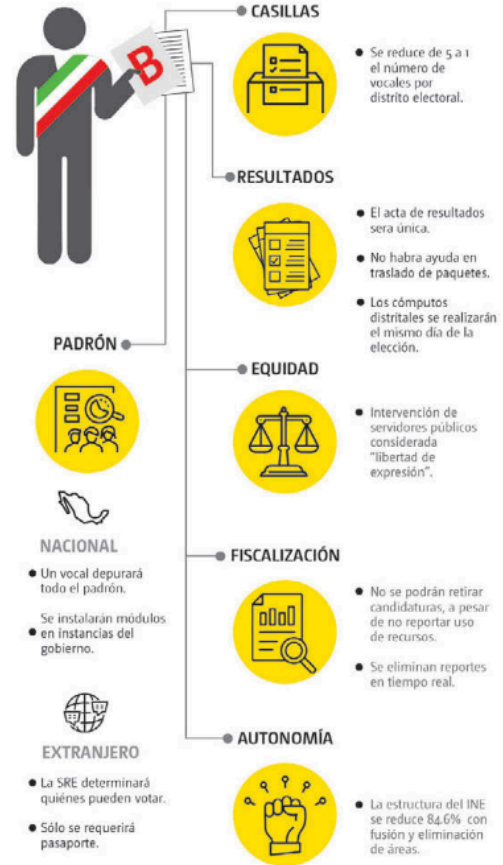 B
CASILLAS
● Se reduce de 5 a 1
el número de
vocales por
distrito electoral.
RESULTADOS
● El acta de resultados
sera única.
● No habra ayuda en
traslado de paquetes.
● Los cómputos
distritales se realizarán
el mismo día de la
elección.
PADRÓN
NACIONAL
● Un vocal depurará
todo el padrón.
Se instalarán módulos
● en instancias del
gobierno.
EXTRANJERO
● La SRE determinará
quiénes pueden votar.
● Sólo se requerirá
pasaporte.
EQUIDAD
● Intervención de
servidores públicos
considerada
"libertad de
expresión".
FISCALIZACIÓN
● No se podrán retirar
candidaturas, a pesar
de no reportar uso
de recursos.
● Se eliminan reportes
en tiempo real.
AUTONOMÍA
● La estructura del INE
se reduce 84.6% con
fusión y eliminación
de áreas.